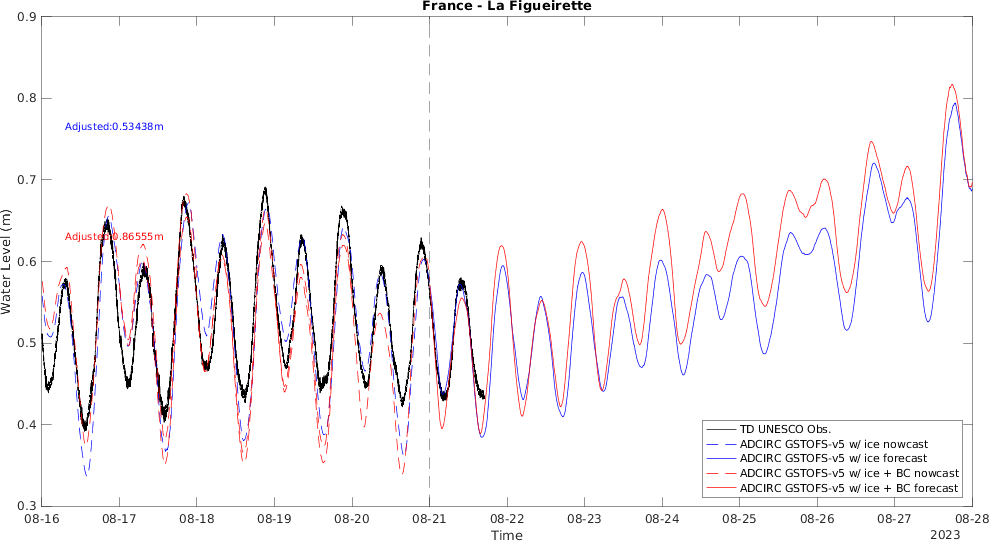 France - La Figueirette
0.9
0.8
0.7
0.6
0.5
0.4
0.3
Water Level (m)
Adjusted:0.53438m
Adjusted:0.86555m
TD UNESCO Obs.
ADCIRC GSTOFS-v5 w/ ice nowcast
ADCIRC GSTOFS-v5 w/ ice forecast
ADCIRC GSTOFS-v5 w/ ice + BC nowcast
ADCIRC GSTOFS-v5 w/ ice + BC forecast
08-16 08-17 08-18 08-19 08-20 08-21 08-22 08-23 08-24 08-25 08-26 08-27 08-28
Time
2023